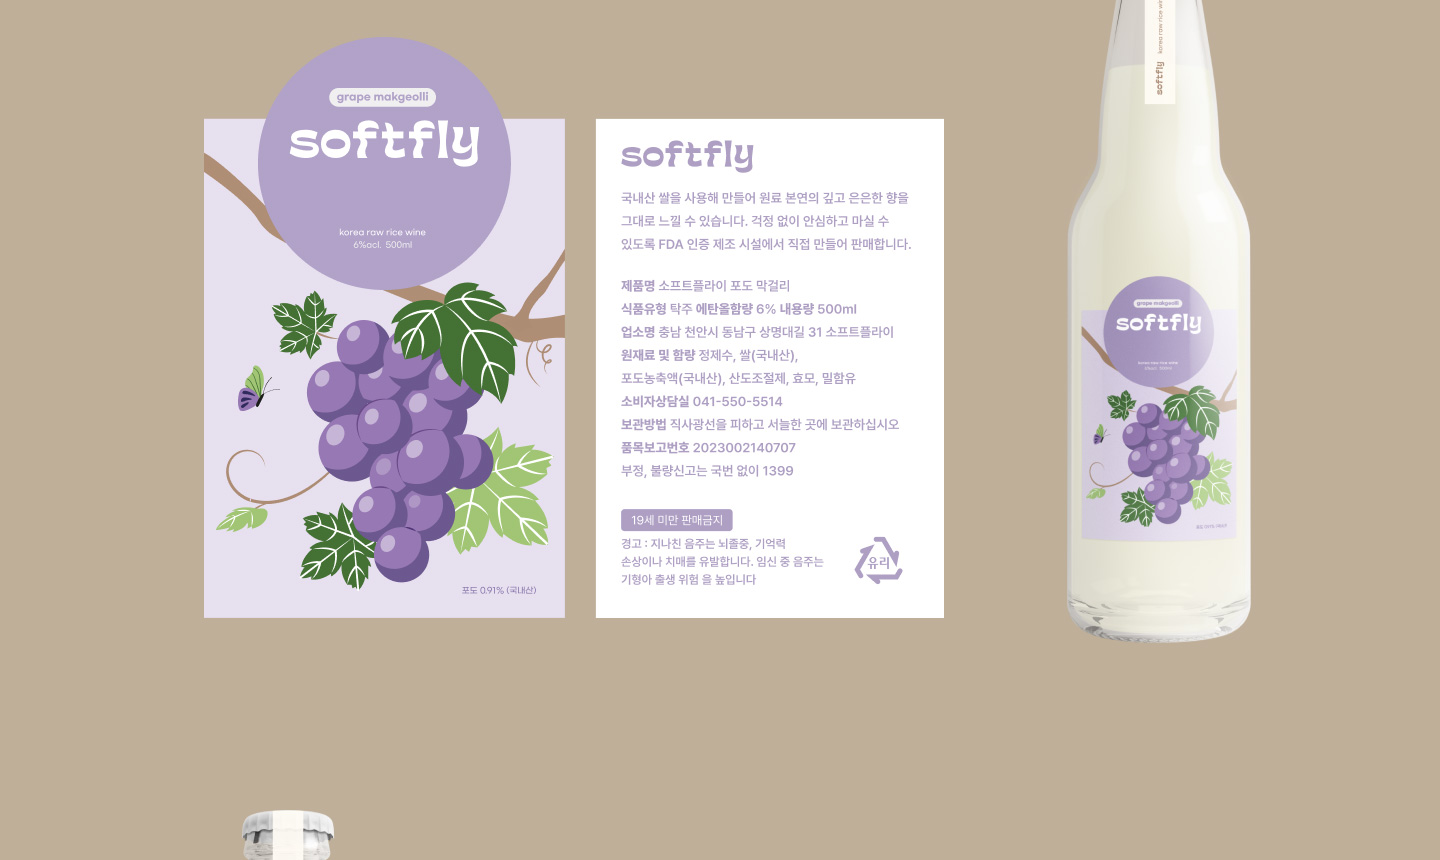 grape makgeolli
softfly
korea raw rice wine
6%acl. 500ml
포도 0.91% (국내산)
softfly
국내산 쌀을 사용해 만들어 원료 본연의 깊고 은은한 향을
그대로 느낄 수 있습니다. 걱정 없이 안심하고 마실 수
있도록 FDA 인증 제조 시설에서 직접 만들어 판매합니다.
제품명 소프트플라이 포도 막걸리
식품유형 탁주 에탄올함량 6% 내용량 500ml
업소명 충남 천안시 동남구 상명대길 31 소프트플라이
원재료 및 함량 정제수, 쌀(국내산),
포도농축액(국내산), 산도조절제, 효모, 밀함유
소비자상담실 041-550-5514
보관방법 직사광선을 피하고 서늘한 곳에 보관하십시오
품목보고번호 2023002140707
부정, 불량신고는 국번 없이 1399
19세 미만 판매금지
경고 : 지나친 음주는 뇌졸중, 기억력
손상이나 치매를 유발합니다. 임신 중 음주는
기형아 출생 위험 을 높입니다
유리
softfly korea raw rice
grape makgeolli
softfly
korea raw rice wine